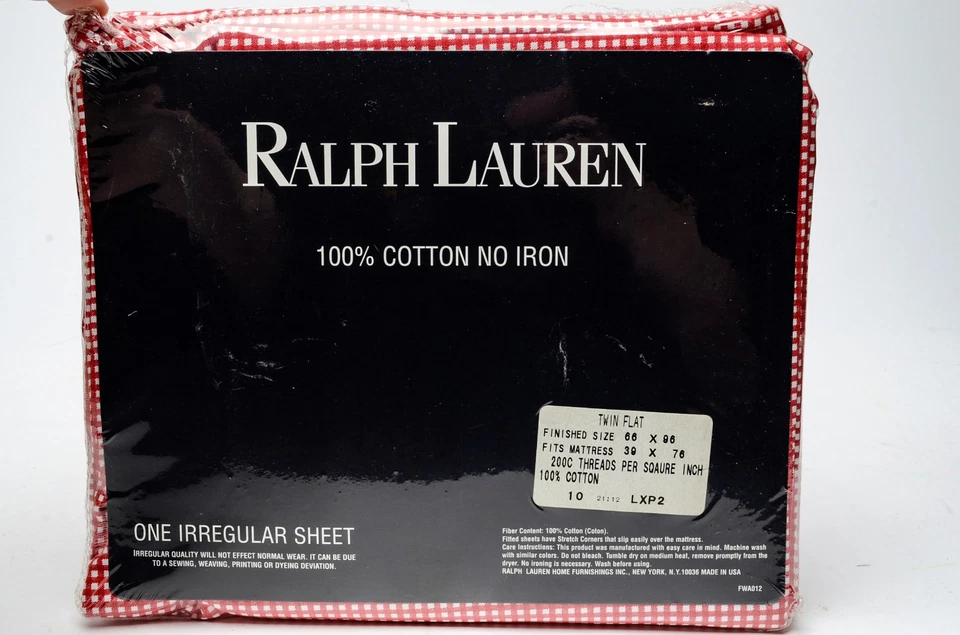 RALPH LAUREN
100% COTTON NO IRON
TWIN FLAT
FINISHED SIZE 66 X 96
FITS MATTRESS 39 X 76
200C THREADS PER SQAURE INCH
100% COTTON
10 21112 LXP2
ONE IRREGULAR SHEET
IRREGULAR QUALITY WILL NOT EFFECT NORMAL WEAR. IT CAN BE DUE
TO A SEWING, WEAVING, PRINTING OR DYEING DEVIATION.
Fiber Content: 100% Cotton (Coton).
Fitted sheets have Stretch Corners that slip easily over the mattress.
Care Instructions: This product was manufactured with easy care in mind. Machine wash
with similar colors. Do not bleach. Tumble dry on medium heat, remove promptly from the
dryer. No ironing is necessary. Wash before using.
RALPH LAUREN HOME FURNISHINGS INC., NEW YORK, N.Y.10036 MADE IN USA
FWA012